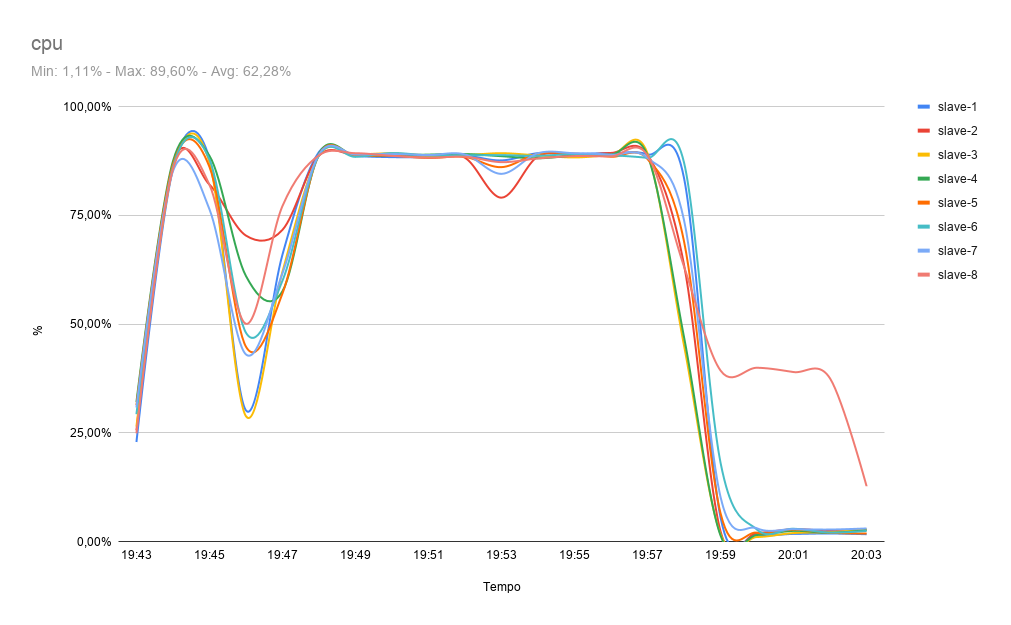 cpu
Min: 1,11% - Max: 89,60% - Avg: 62,28%
100,00%
75,00%
50,00%
25,00%
0,00%
%
19:43 19:45 19:47 19:49 19:51 19:53 19:55 19:57 19:59 20:01 20:03
Tempo
slave-1
slave-2
slave-3
slave-4
slave-5
slave-6
slave-7
slave-8